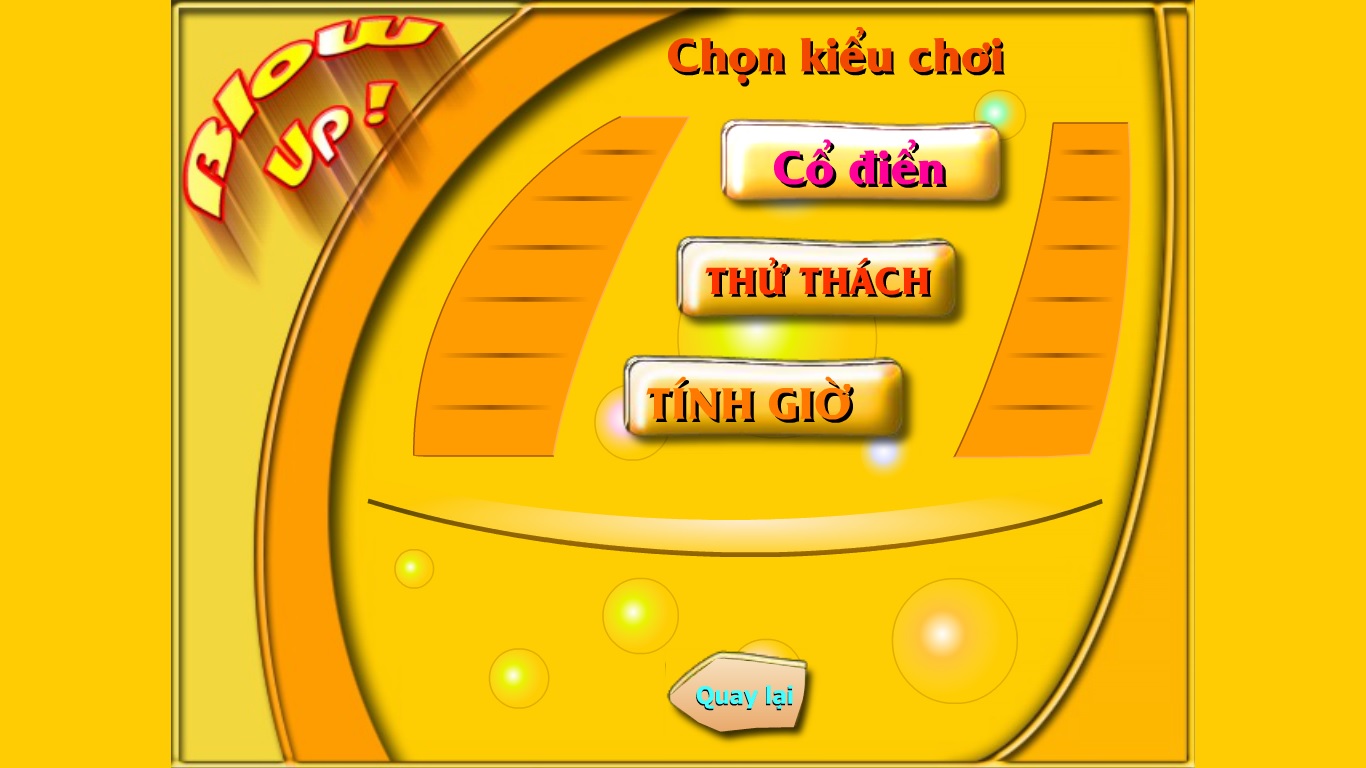 Blow
Up!
Chọn kiểu chơi
Cổ điển
THỬ THÁCH
TÍNH GIỜ
Quay lại